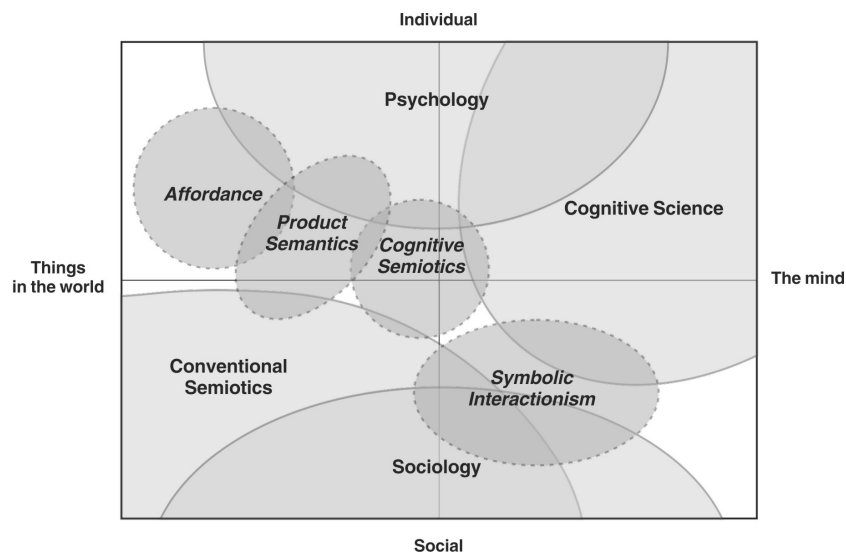 Individual
Psychology
Affordance
Product
Semantics
Cognitive Science
Cognitive
Semiotics
Things
in the world
The mind
Conventional
Semiotics
Symbolic
Interactionism
Sociology
Social